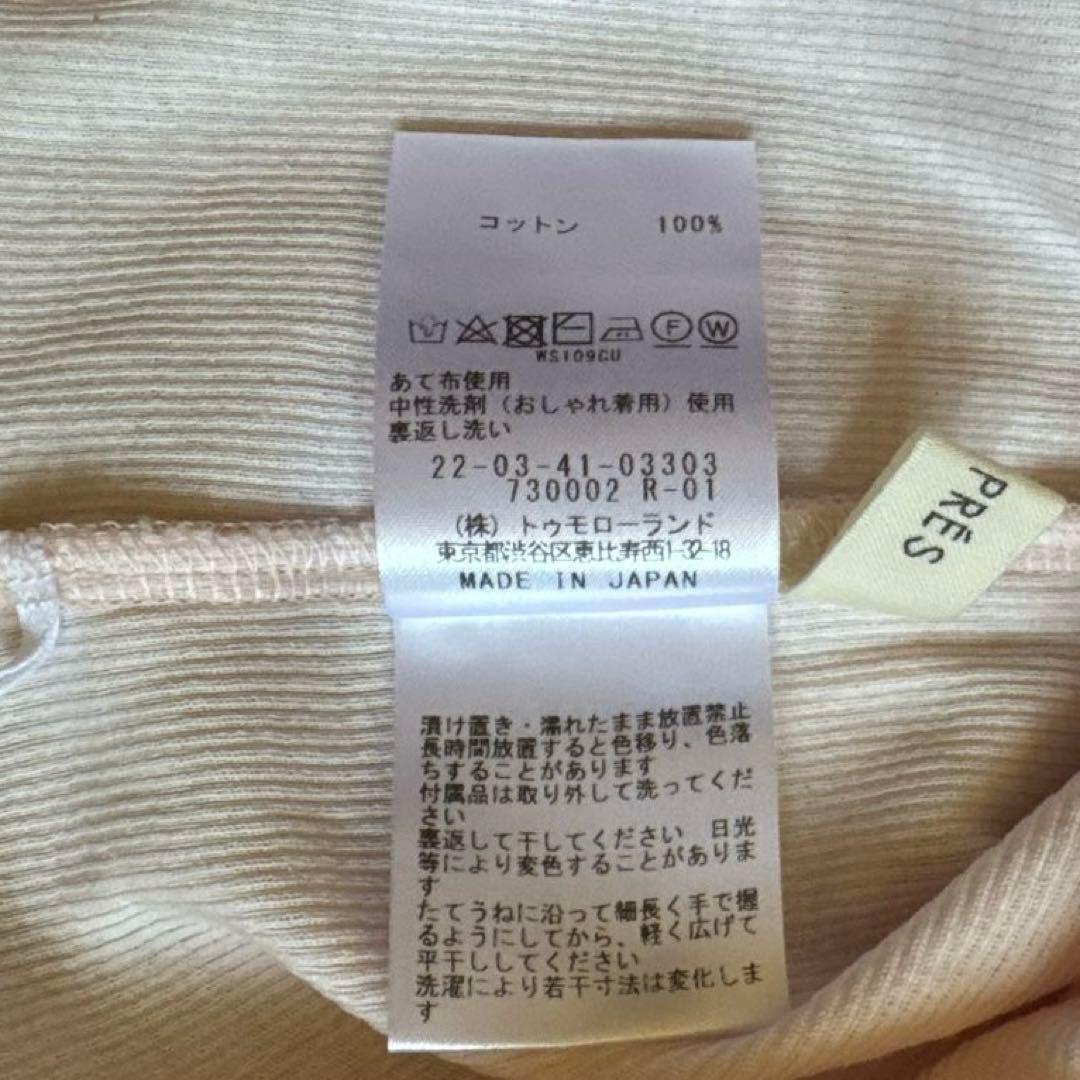 コットン 100%
F W
WS109GU
あて布使用
中性洗剤（おしゃれ着用）使用
裏返し洗い
22-03-41-03303
730002 R-01
（株）トゥモローランド
東京都渋谷区恵比寿西1-32-18
MADE IN JAPAN
PRÉS
漬け置き・濡れたまま放置禁止
長時間放置すると色移り、色落
ちすることがあります
付属品は取り外して洗ってくだ
さい
裏返して干してください 日光
等により変色することがありま
す
たてうねに沿って細長く手で握
るようにしてから、軽く広げて
平干ししてください
洗濯により若干寸法は変化しま
す